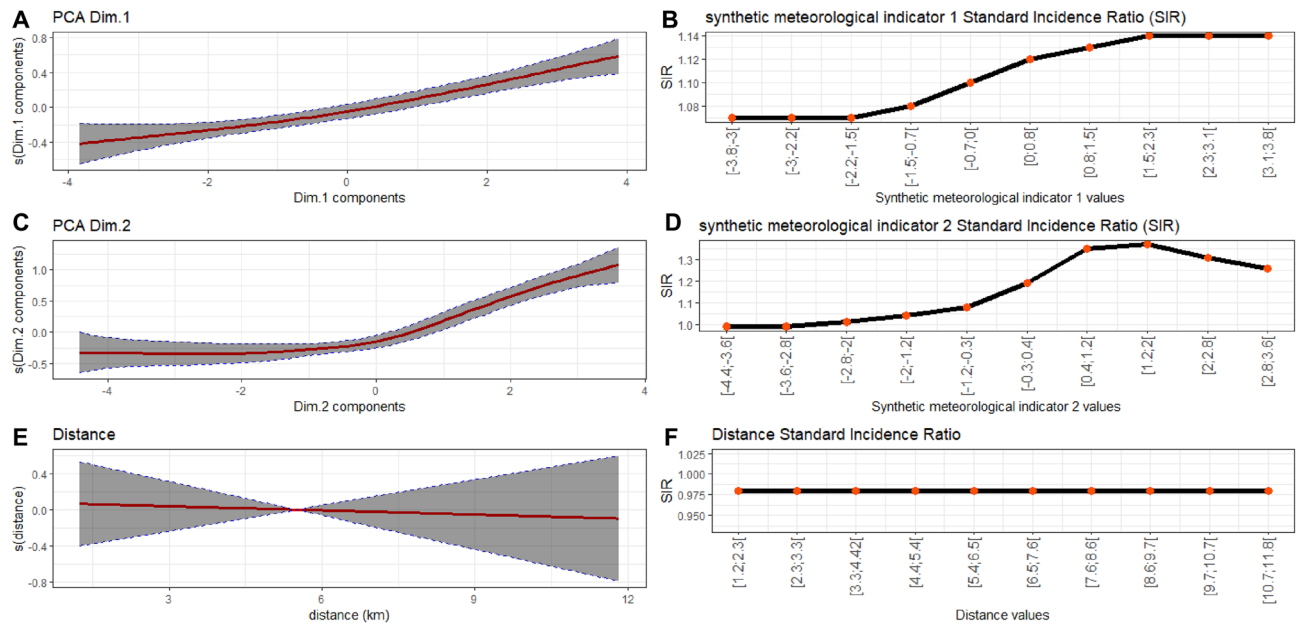 A
PCA Dim.1
s(Dim.1 components)
0.8
0.4
0.0
-0.4
-4
-2
0
2
4
Dim.1 components
B
synthetic meteorological indicator 1 Standard Incidence Ratio (SIR)
SIR
1.14
1.10
1.08
[-3.8;-3[
[-3;-2.2[
[-2.2;-1.5[
[-1.5;-0.7[
[-0.7;0[
[0;0.8[
[0.8;1.5[
[1.5;2.3[
[2.3;3.1[
[3.1;3.8[
Synthetic meteorological indicator 1 values
C
PCA Dim.2
s(Dim.2 components)
1.0
0.5
0.0
-0.5
-4
-2
0
2
4
Dim.2 components
D
synthetic meteorological indicator 2 Standard Incidence Ratio (SIR)
SIR
1.3
1.2
1.1
1.0
[-4.4;-3.6[
[-3.6;-2.8[
[-2.8;-2[
[-2;-1.2[
[-1.2;-0.3[
[-0.3;0.4[
[0.4;1.2[
[1.2;2[
[2;2.8[
[2.8;3.6[
Synthetic meteorological indicator 2 values
E
Distance
s(distance)
0.4
0.0
-0.4
-0.8
3
6
9
12
distance (km)
F
Distance Standard Incidence Ratio
SIR
1.025
1.000
0.975
0.950
[1.2;2.3[
[2.3;3.3[
[3.3;4.42[
[4.4;5.4[
[5.4;6.5[
[6.5;7.6[
[7.6;8.6[
[8.6;9.7[
[9.7;10.7[
[10.7;11.8[
Distance values